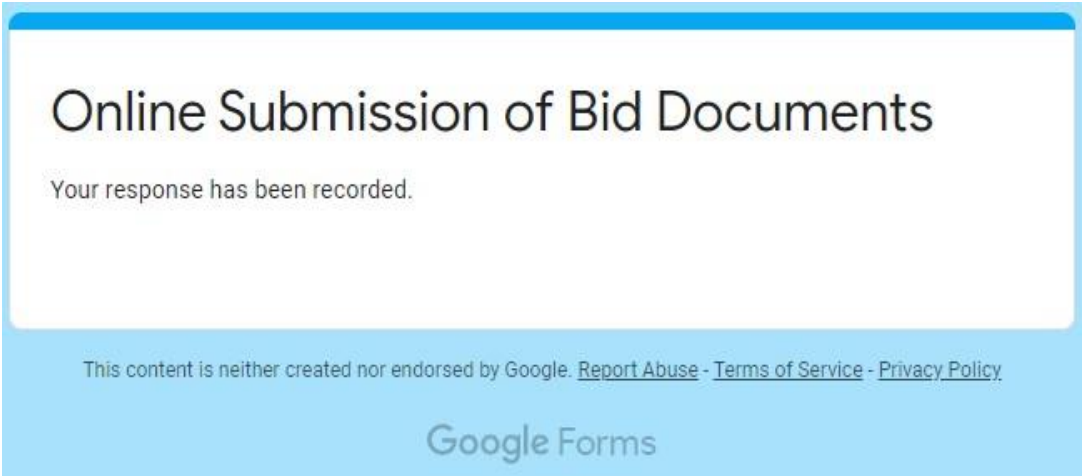 Online Submission of Bid Documents
Your response has been recorded.
This content is neither created nor endorsed by Google. Report Abuse - Terms of Service - Privacy Policy
Google Forms